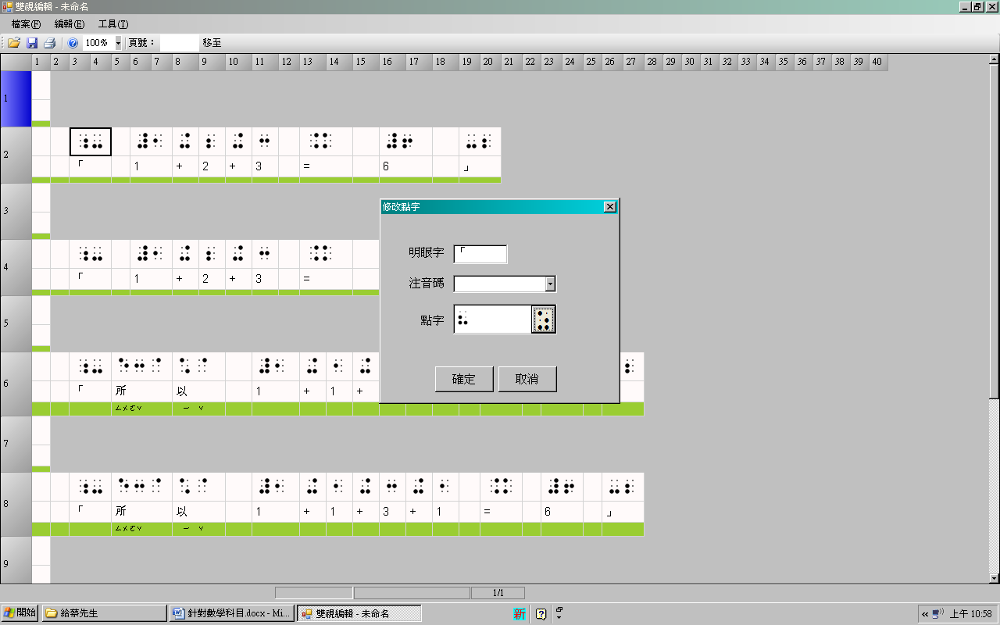 雙視編輯 - 未命名
檔案(F) 編輯(E) 工具(T)
100% 頁號： 移至
1 2 3 4 5 6 7 8 9 10 11 12 13 14 15 16 17 18 19 20 21 22 23 24 25 26 27 28 29 30 31 32 33 34 35 36 37 38 39 40
1
2 「 1 + 2 + 3 = 6 」
3
修改點字
明眼字 「
4 「 1 + 2 + 3 =
注音碼
點字
5
確定 取消
6 「 所 以 1 + 1 +
ㄙㄨㄛˇ ㄧ ˇ
7
8 「 所 以 1 + 1 + 3 + 1 = 6 」
ㄙㄨㄛˇ ㄧ ˇ
9
1/1
開始 給蔡先生 針對數學科目.docx - Mi... 雙視編輯 - 未命名 新 ? « 上午 10:58